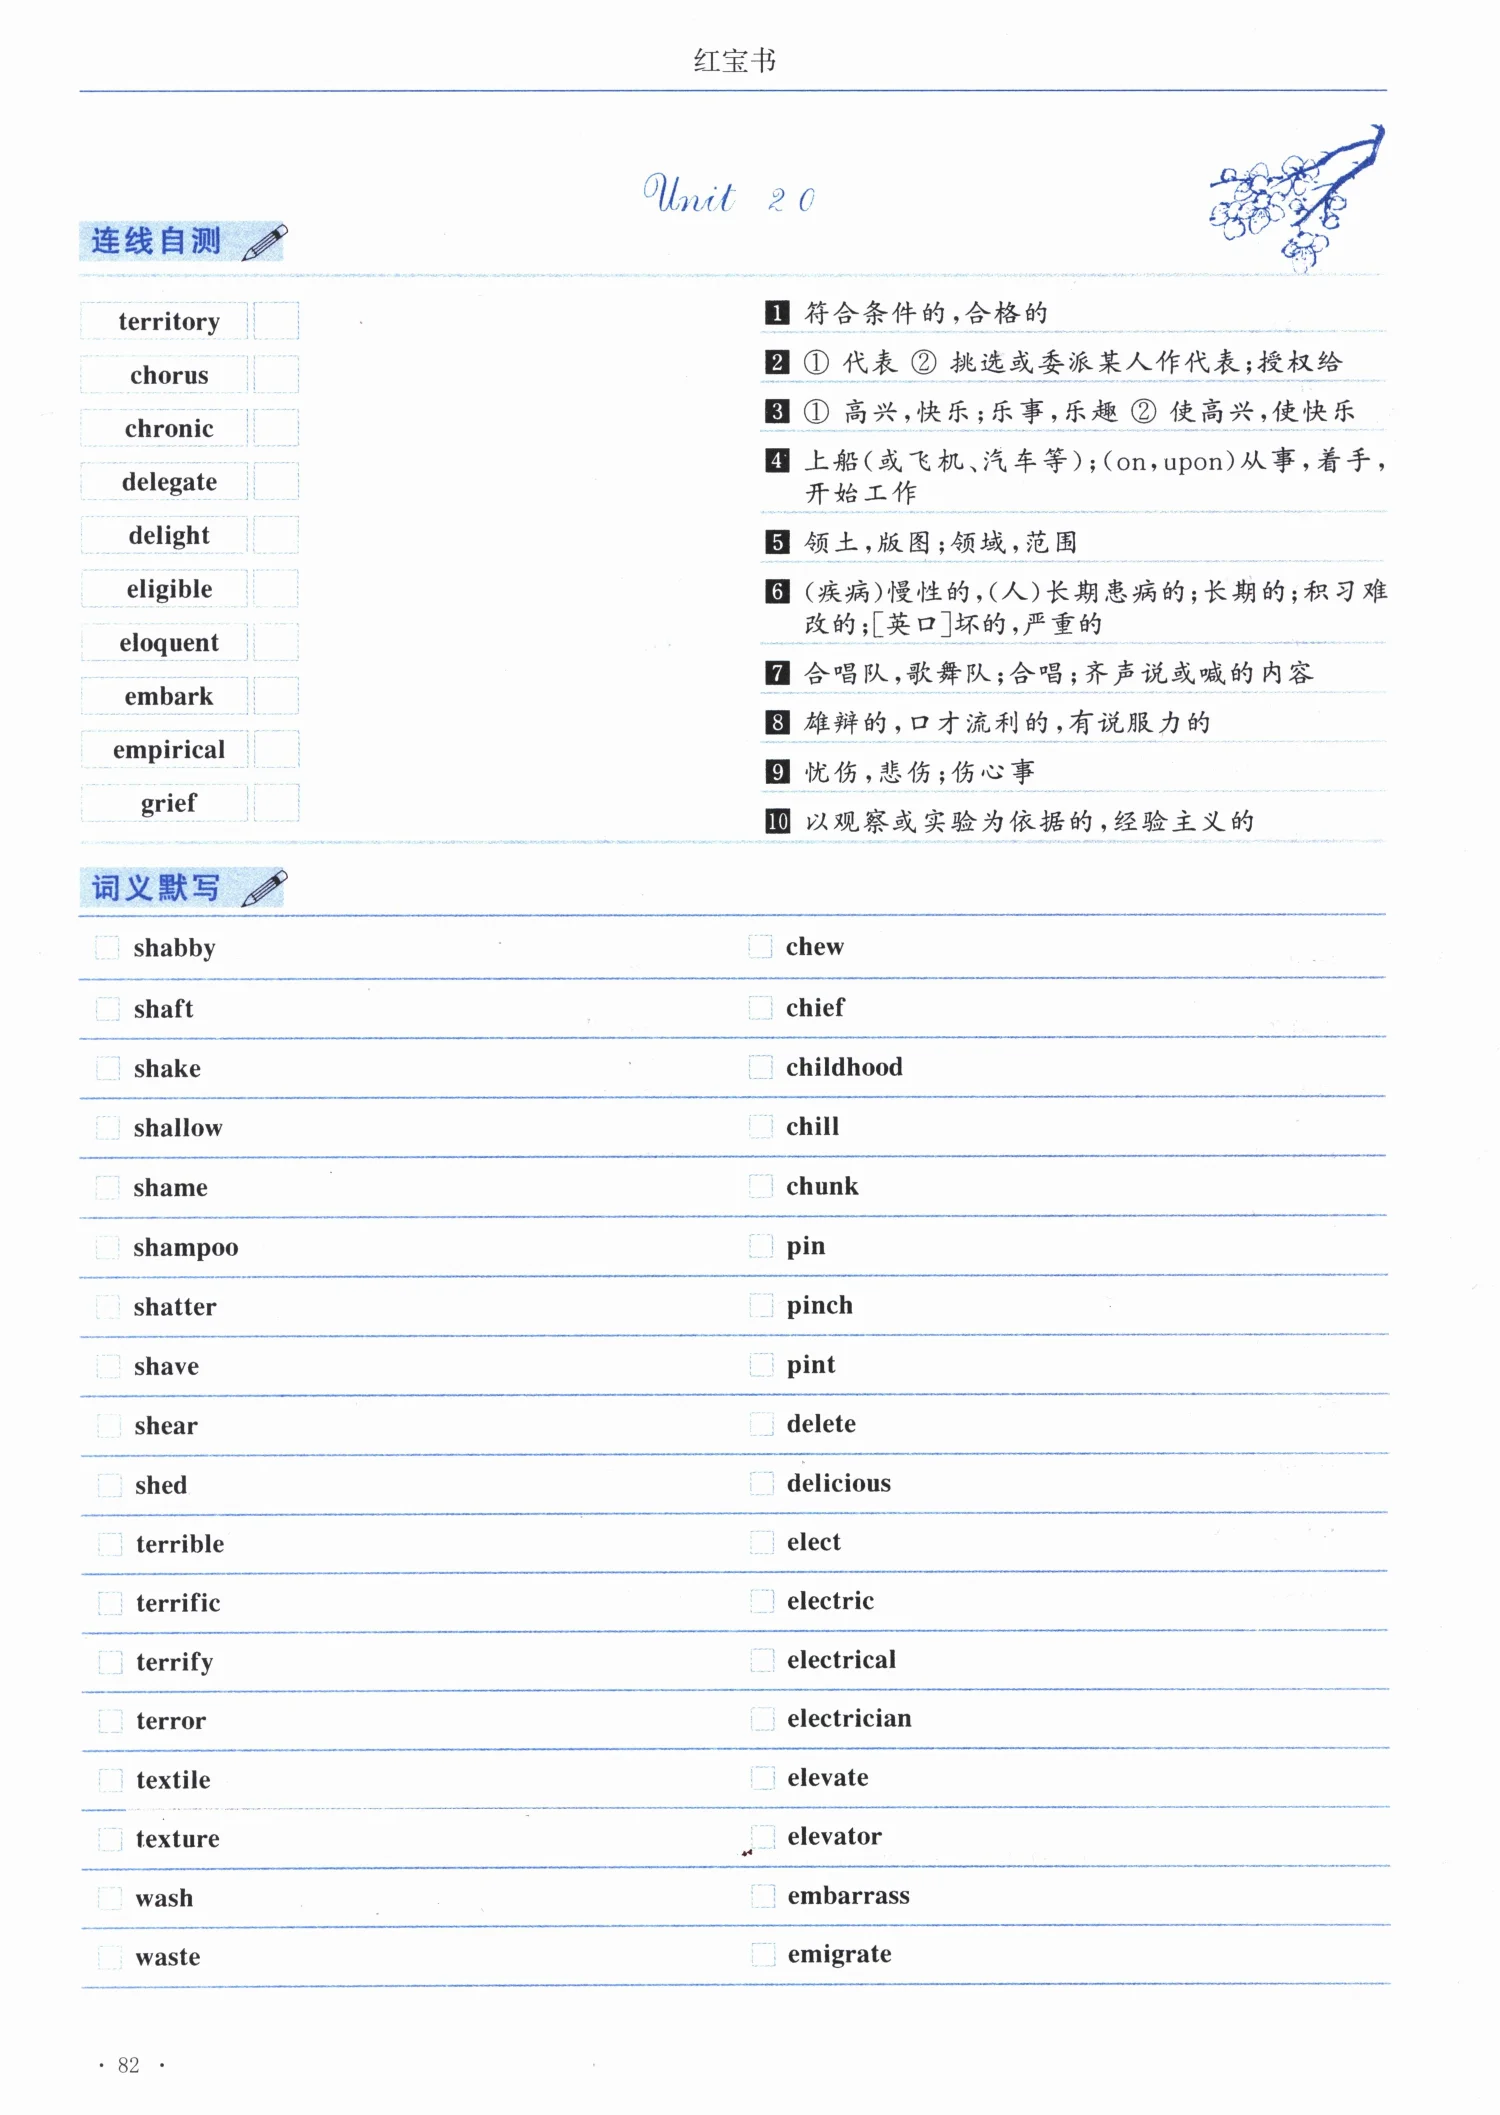 红宝书
Unit 20
连线自测
territory
chorus
chronic
delegate
delight
eligible
eloquent
embark
empirical
grief
1 符合条件的,合格的
2 ① 代表 ② 挑选或委派某人作代表;授权给
3 ① 高兴,快乐;乐事,乐趣 ② 使高兴,使快乐
4 上船(或飞机、汽车等);(on,upon)从事,着手,
开始工作
5 领土,版图;领域,范围
6 (疾病)慢性的,(人)长期患病的;长期的;积习难
改的;[英口]坏的,严重的
7 合唱队,歌舞队;合唱;齐声说或喊的内容
8 雄辩的,口才流利的,有说服力的
9 忧伤,悲伤;伤心事
10 以观察或实验为依据的,经验主义的
词义默写
shabby
shaft
shake
shallow
shame
shampoo
shatter
shave
shear
shed
terrible
terrific
terrify
terror
textile
texture
wash
waste
chew
chief
childhood
chill
chunk
pin
pinch
pint
delete
delicious
elect
electric
electrical
electrician
elevate
elevator
embarrass
emigrate
· 82 ·